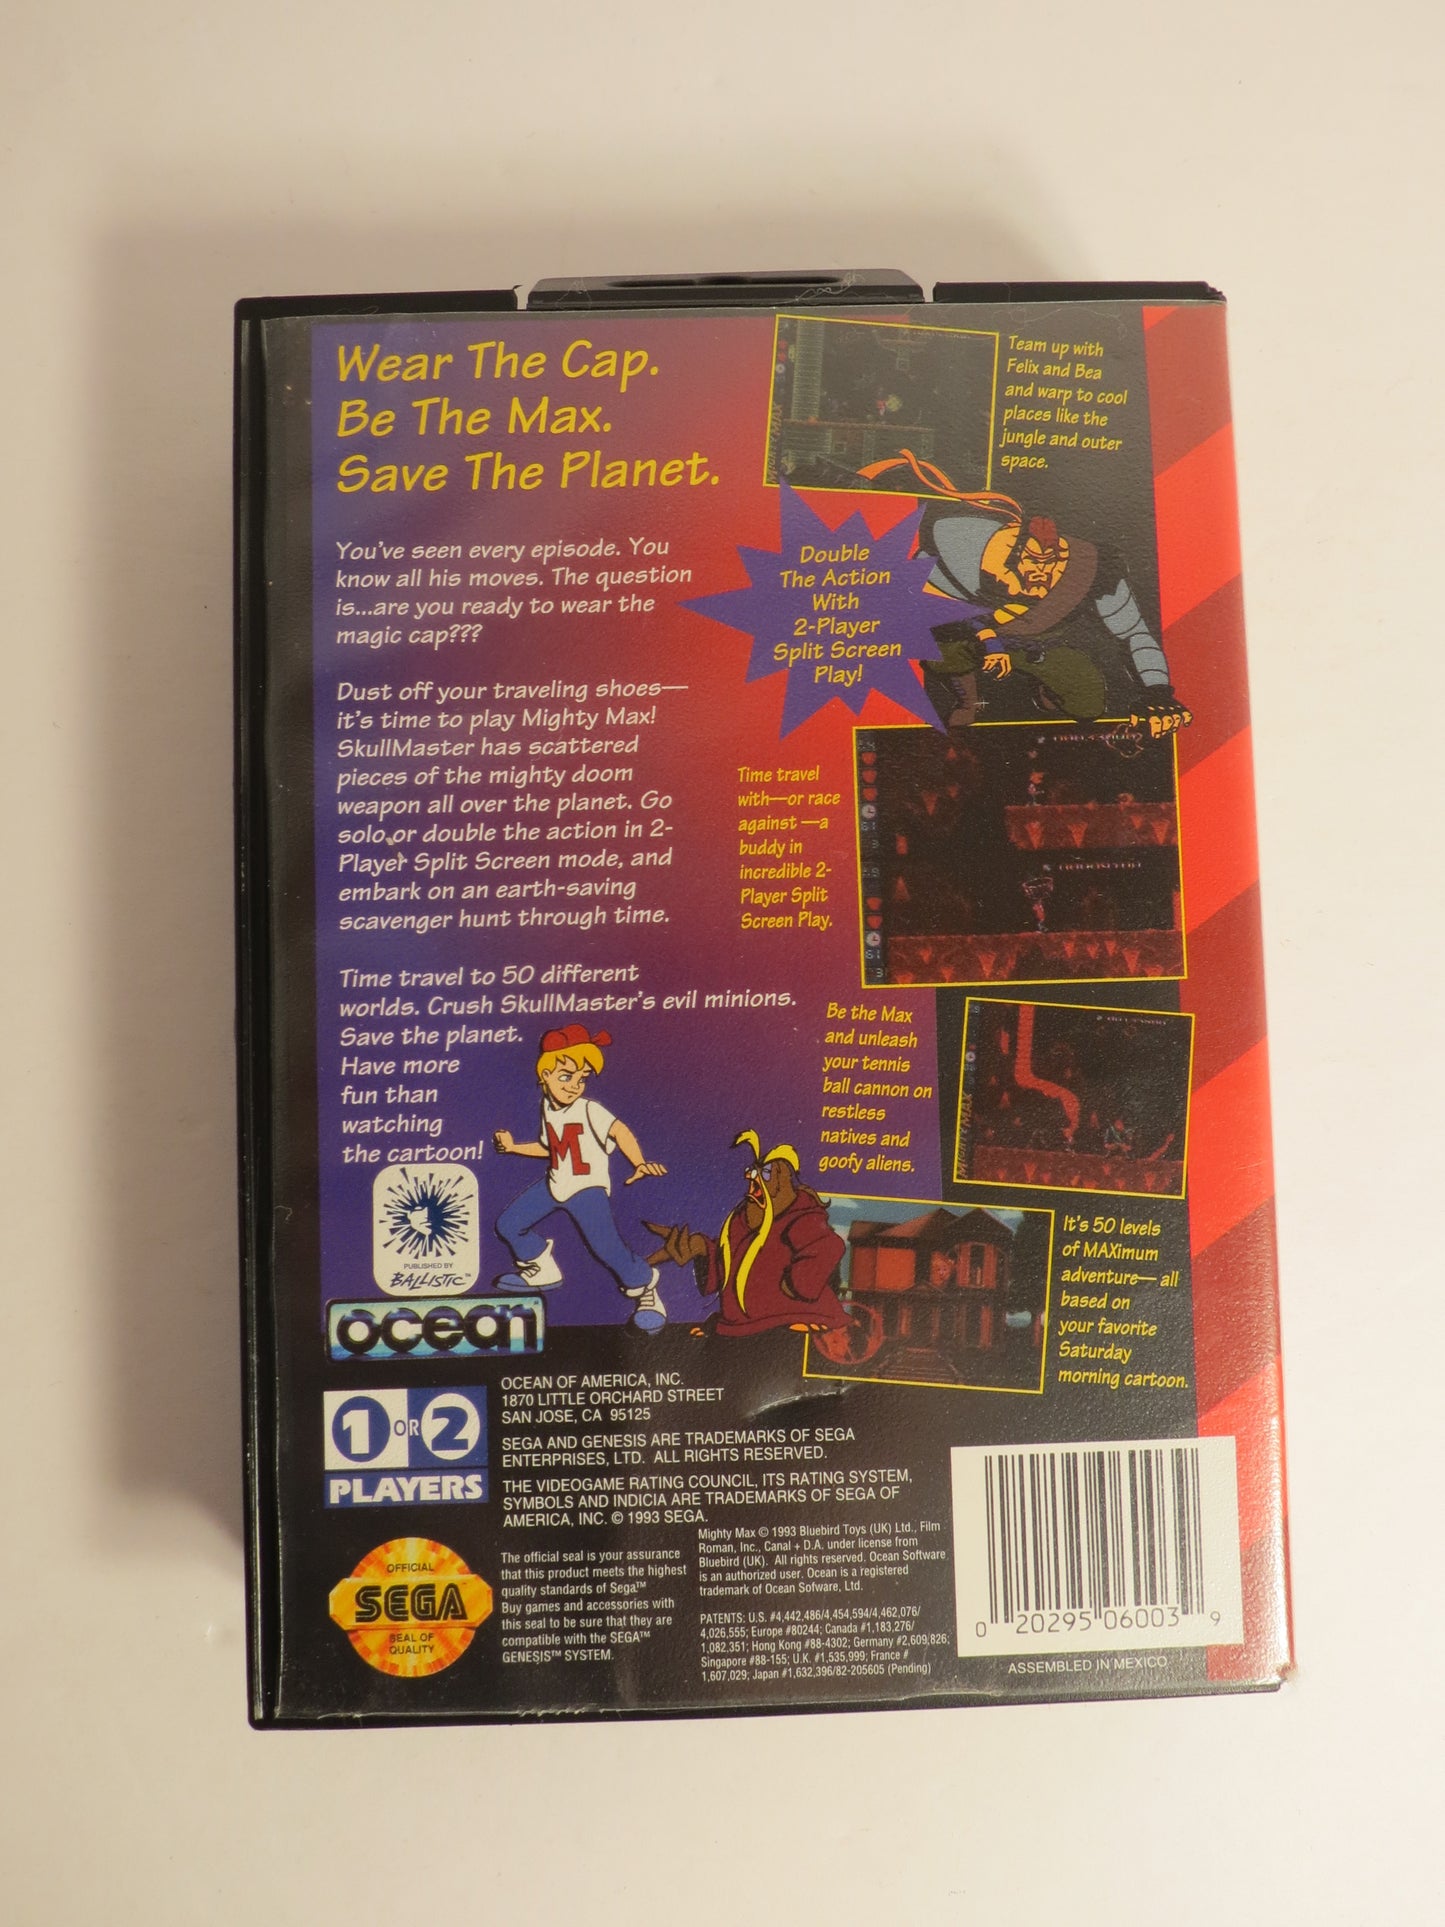 Wear The Cap.
Be The Max.
Save The Planet.
You've seen every episode. You
know all his moves. The question
is...are you ready to wear the
magic cap???
Dust off your traveling shoes—
it's time to play Mighty Max!
SkullMaster has scattered
pieces of the mighty doom
weapon all over the planet. Go
solo or double the action in 2-
Player Split Screen mode, and
embark on an earth-saving
scavenger hunt through time.
Time travel to 50 different
worlds. Crush SkullMaster's evil minions.
Save the planet.
Have more
fun than
watching
the cartoon!
Team up with
Felix and Bea
and warp to cool
places like the
jungle and outer
space.
Double
The Action
With
2-Player
Split Screen
Play!
Time travel
with—or race
against —a
buddy in
incredible 2-
Player Split
Screen Play.
Be the Max
and unleash
your tennis
ball cannon on
restless
natives and
goofy aliens.
It's 50 levels
of MAXimum
adventure— all
based on
your favorite
Saturday
morning cartoon.
MIGHTY MAX
MIGHTY MAX
M
PUBLISHED BY
BALLISTIC™
ocean
1 OR 2
PLAYERS
OCEAN OF AMERICA, INC.
1870 LITTLE ORCHARD STREET
SAN JOSE, CA 95125
SEGA AND GENESIS ARE TRADEMARKS OF SEGA
ENTERPRISES, LTD. ALL RIGHTS RESERVED.
THE VIDEOGAME RATING COUNCIL, ITS RATING SYSTEM,
SYMBOLS AND INDICIA ARE TRADEMARKS OF SEGA OF
AMERICA, INC. © 1993 SEGA.
OFFICIAL
SEGA™
SEAL OF
QUALITY
The official seal is your assurance
that this product meets the highest
quality standards of Sega™
Buy games and accessories with
this seal to be sure that they are
compatible with the SEGA™
GENESIS™ SYSTEM.
Mighty Max © 1993 Bluebird Toys (UK) Ltd., Film
Roman, Inc., Canal + D.A. under license from
Bluebird (UK). All rights reserved. Ocean Software
is an authorized user. Ocean is a registered
trademark of Ocean Sofware, Ltd.
PATENTS: U.S. #4,442,486/4,454,594/4,462,076/
4,026,555; Europe #80244; Canada #1,183,276/
1,082,351; Hong Kong #88-4302; Germany #2,609,826;
Singapore #88-155; U.K. #1,535,999; France #
1,607,029; Japan #1,632,396/82-205605 (Pending)
0 20295 06003 9
ASSEMBLED IN MEXICO